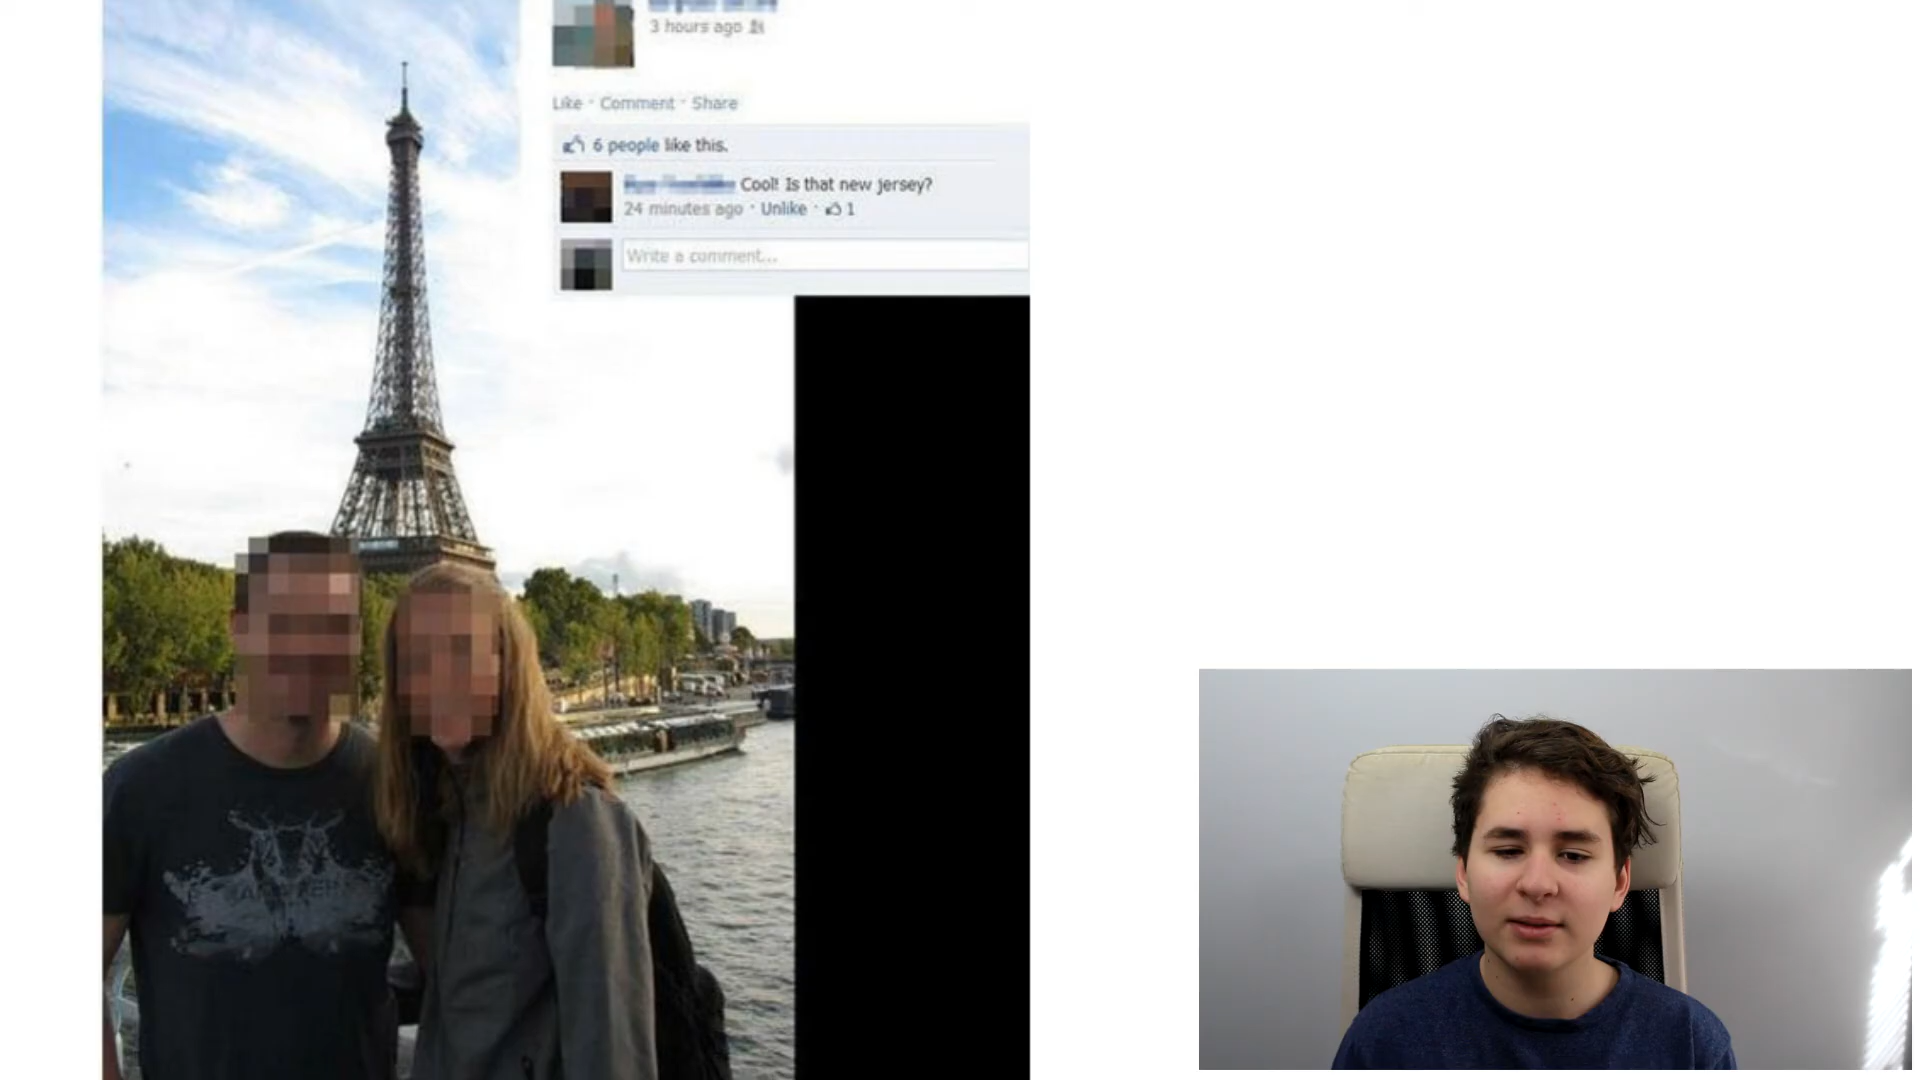 3 hours ago
Like · Comment · Share
6 people like this.
Cool! Is that new jersey?
24 minutes ago · Unlike · 1
Write a comment...